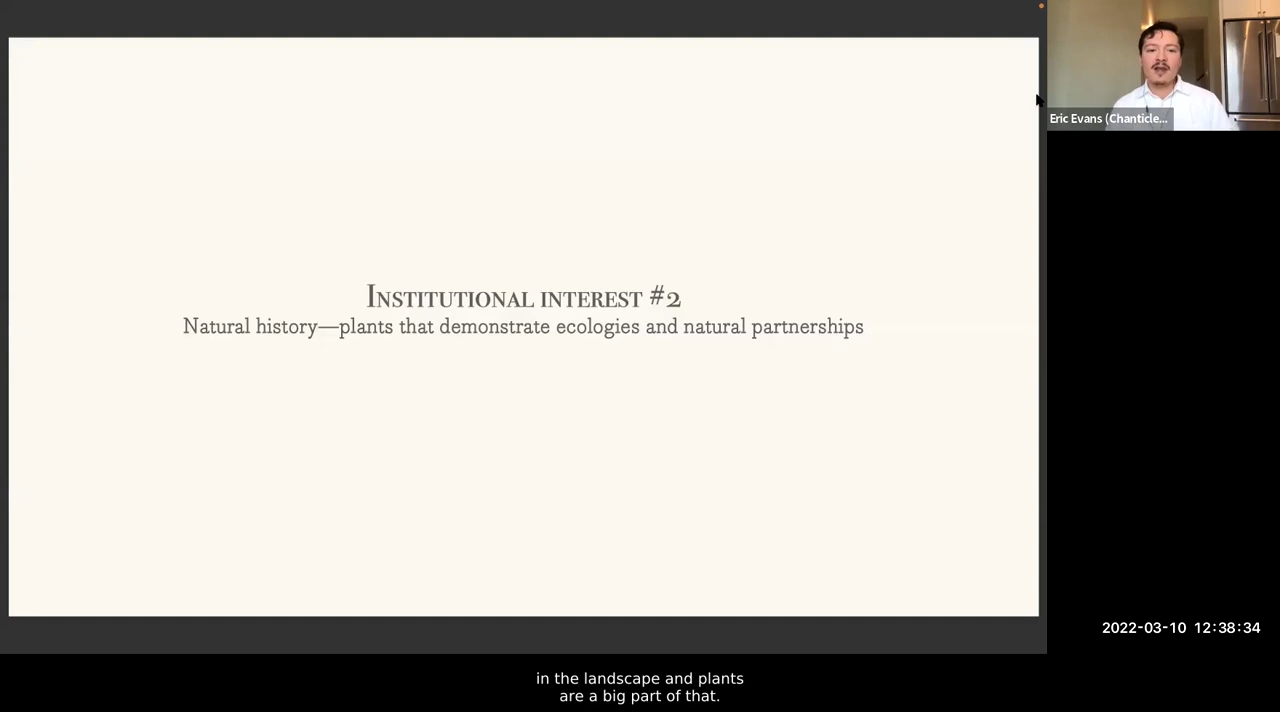 Institutional interest #2
Natural history—plants that demonstrate ecologies and natural partnerships
Eric Evans (Chanticle...
2022-03-10 12:38:34
in the landscape and plants
are a big part of that.